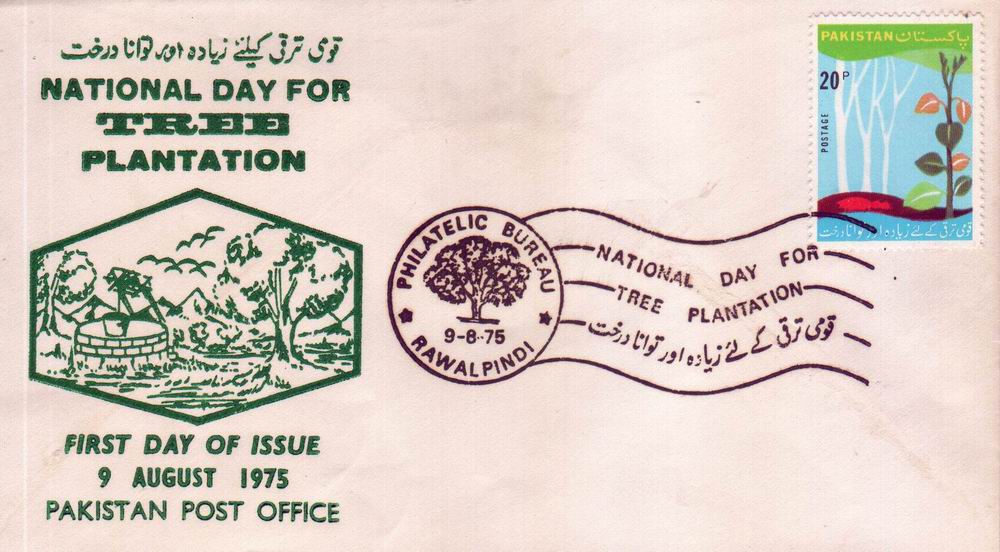 قومی ترقی کیلئے زیادہ اور توانا درخت
NATIONAL DAY FOR
TREE
PLANTATION
FIRST DAY OF ISSUE
9 AUGUST 1975
PAKISTAN POST OFFICE
PHILATELIC BUREAU
9-8-75
RAWALPINDI
NATIONAL DAY FOR
TREE PLANTATION
قومی ترقی کے لئے زیادہ اور توانا درخت
PAKISTAN پاکستان
20P
POSTAGE
قومی ترقی کے لئے زیادہ اور توانا درخت